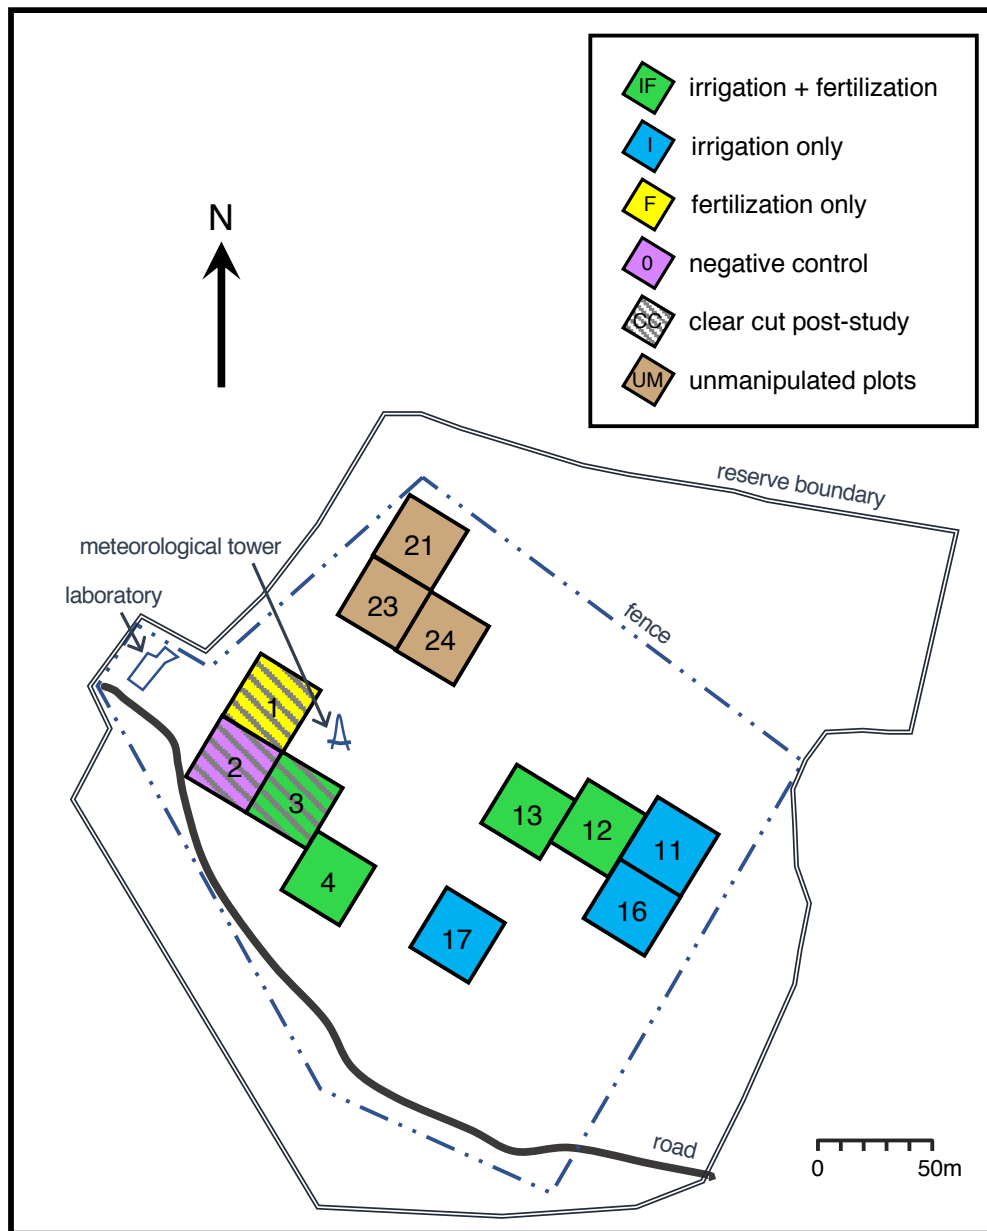 IF irrigation + fertilization
I irrigation only
F fertilization only
0 negative control
CC clear cut post-study
UM unmanipulated plots
N
reserve boundary
21
meteorological tower
laboratory
23
fence
24
1
2
3
13
12
11
4
16
17
road
0 50m